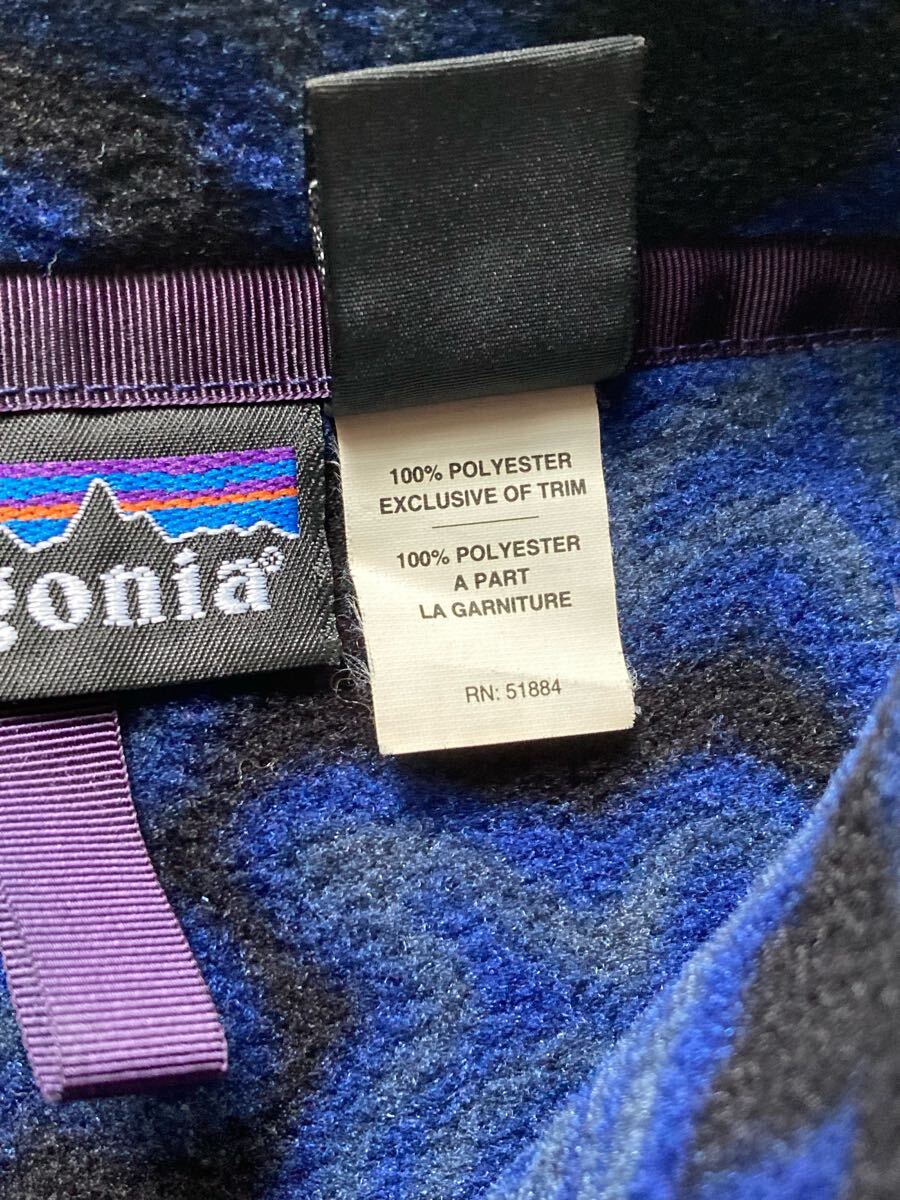 gonia®
100% POLYESTER
EXCLUSIVE OF TRIM
100% POLYESTER
A PART
LA GARNITURE
RN: 51884